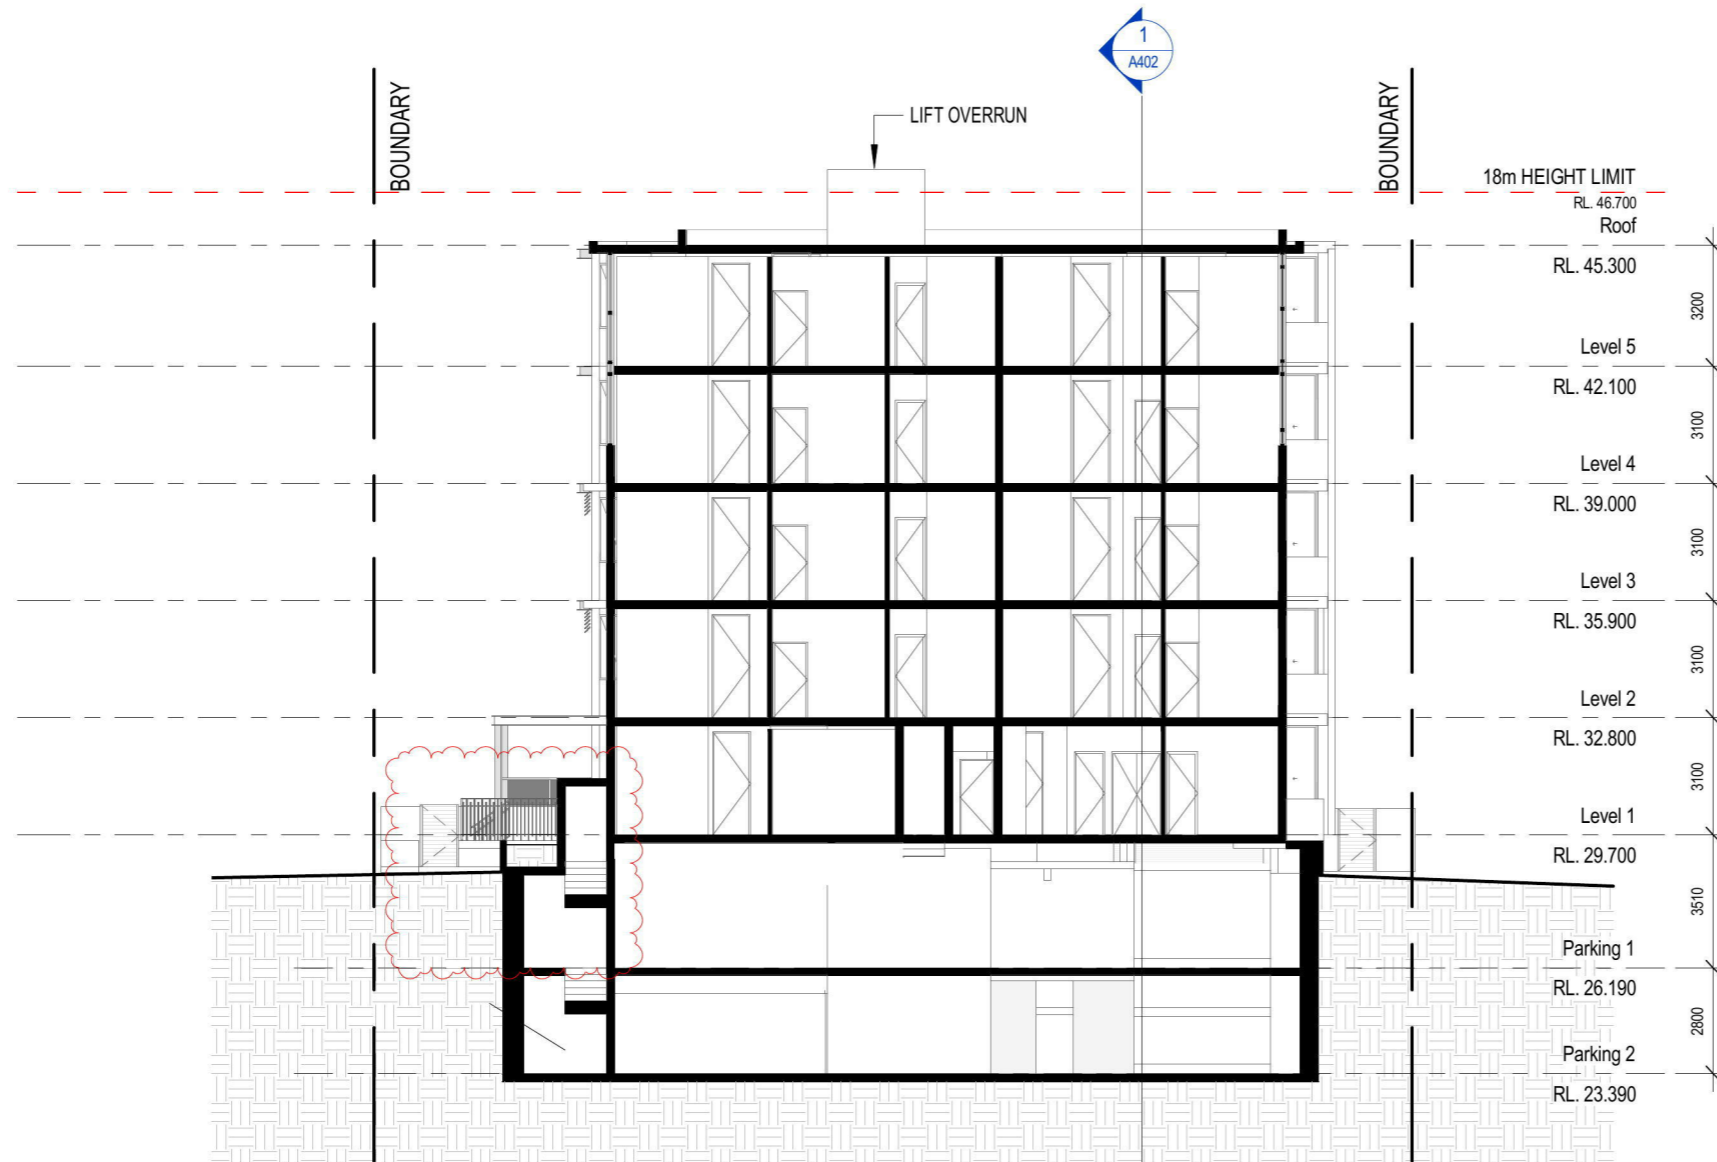 1
A402
BOUNDARY
LIFT OVERRUN
BOUNDARY
18m HEIGHT LIMIT
RL. 46.700
Roof
RL. 45.300
3200
Level 5
RL. 42.100
3100
Level 4
RL. 39.000
3100
Level 3
RL. 35.900
3100
Level 2
RL. 32.800
3100
Level 1
RL. 29.700
3510
Parking 1
RL. 26.190
2800
Parking 2
RL. 23.390